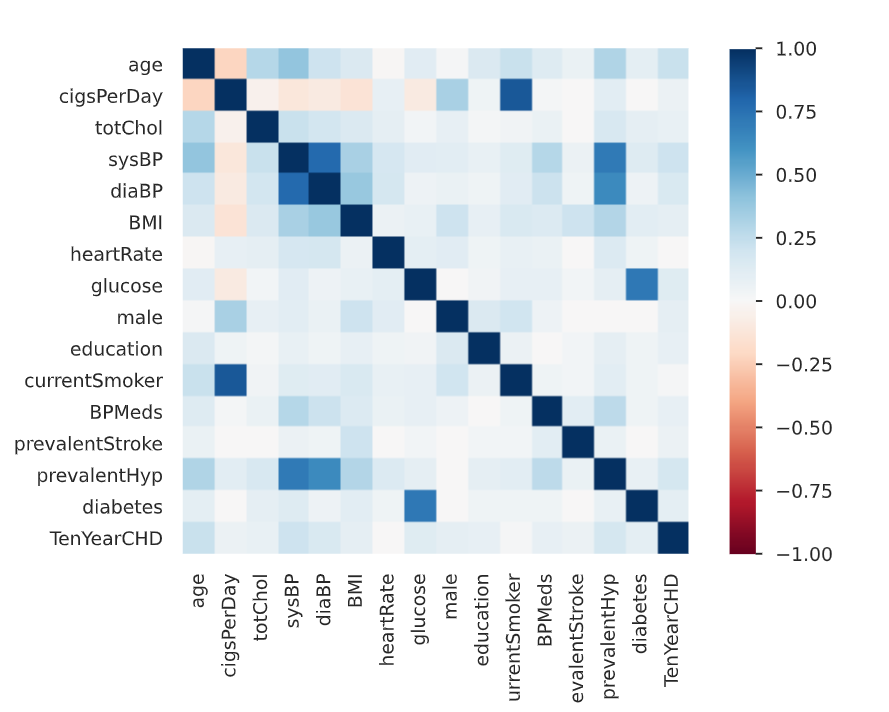 age
cigsPerDay
totChol
sysBP
diaBP
BMI
heartRate
glucose
male
education
currentSmoker
BPMeds
prevalentStroke
prevalentHyp
diabetes
TenYearCHD
age
cigsPerDay
totChol
sysBP
diaBP
BMI
heartRate
glucose
male
education
urrentSmoker
BPMeds
evalentStroke
prevalentHyp
diabetes
TenYearCHD
1.00
0.75
0.50
0.25
0.00
−0.25
−0.50
−0.75
−1.00